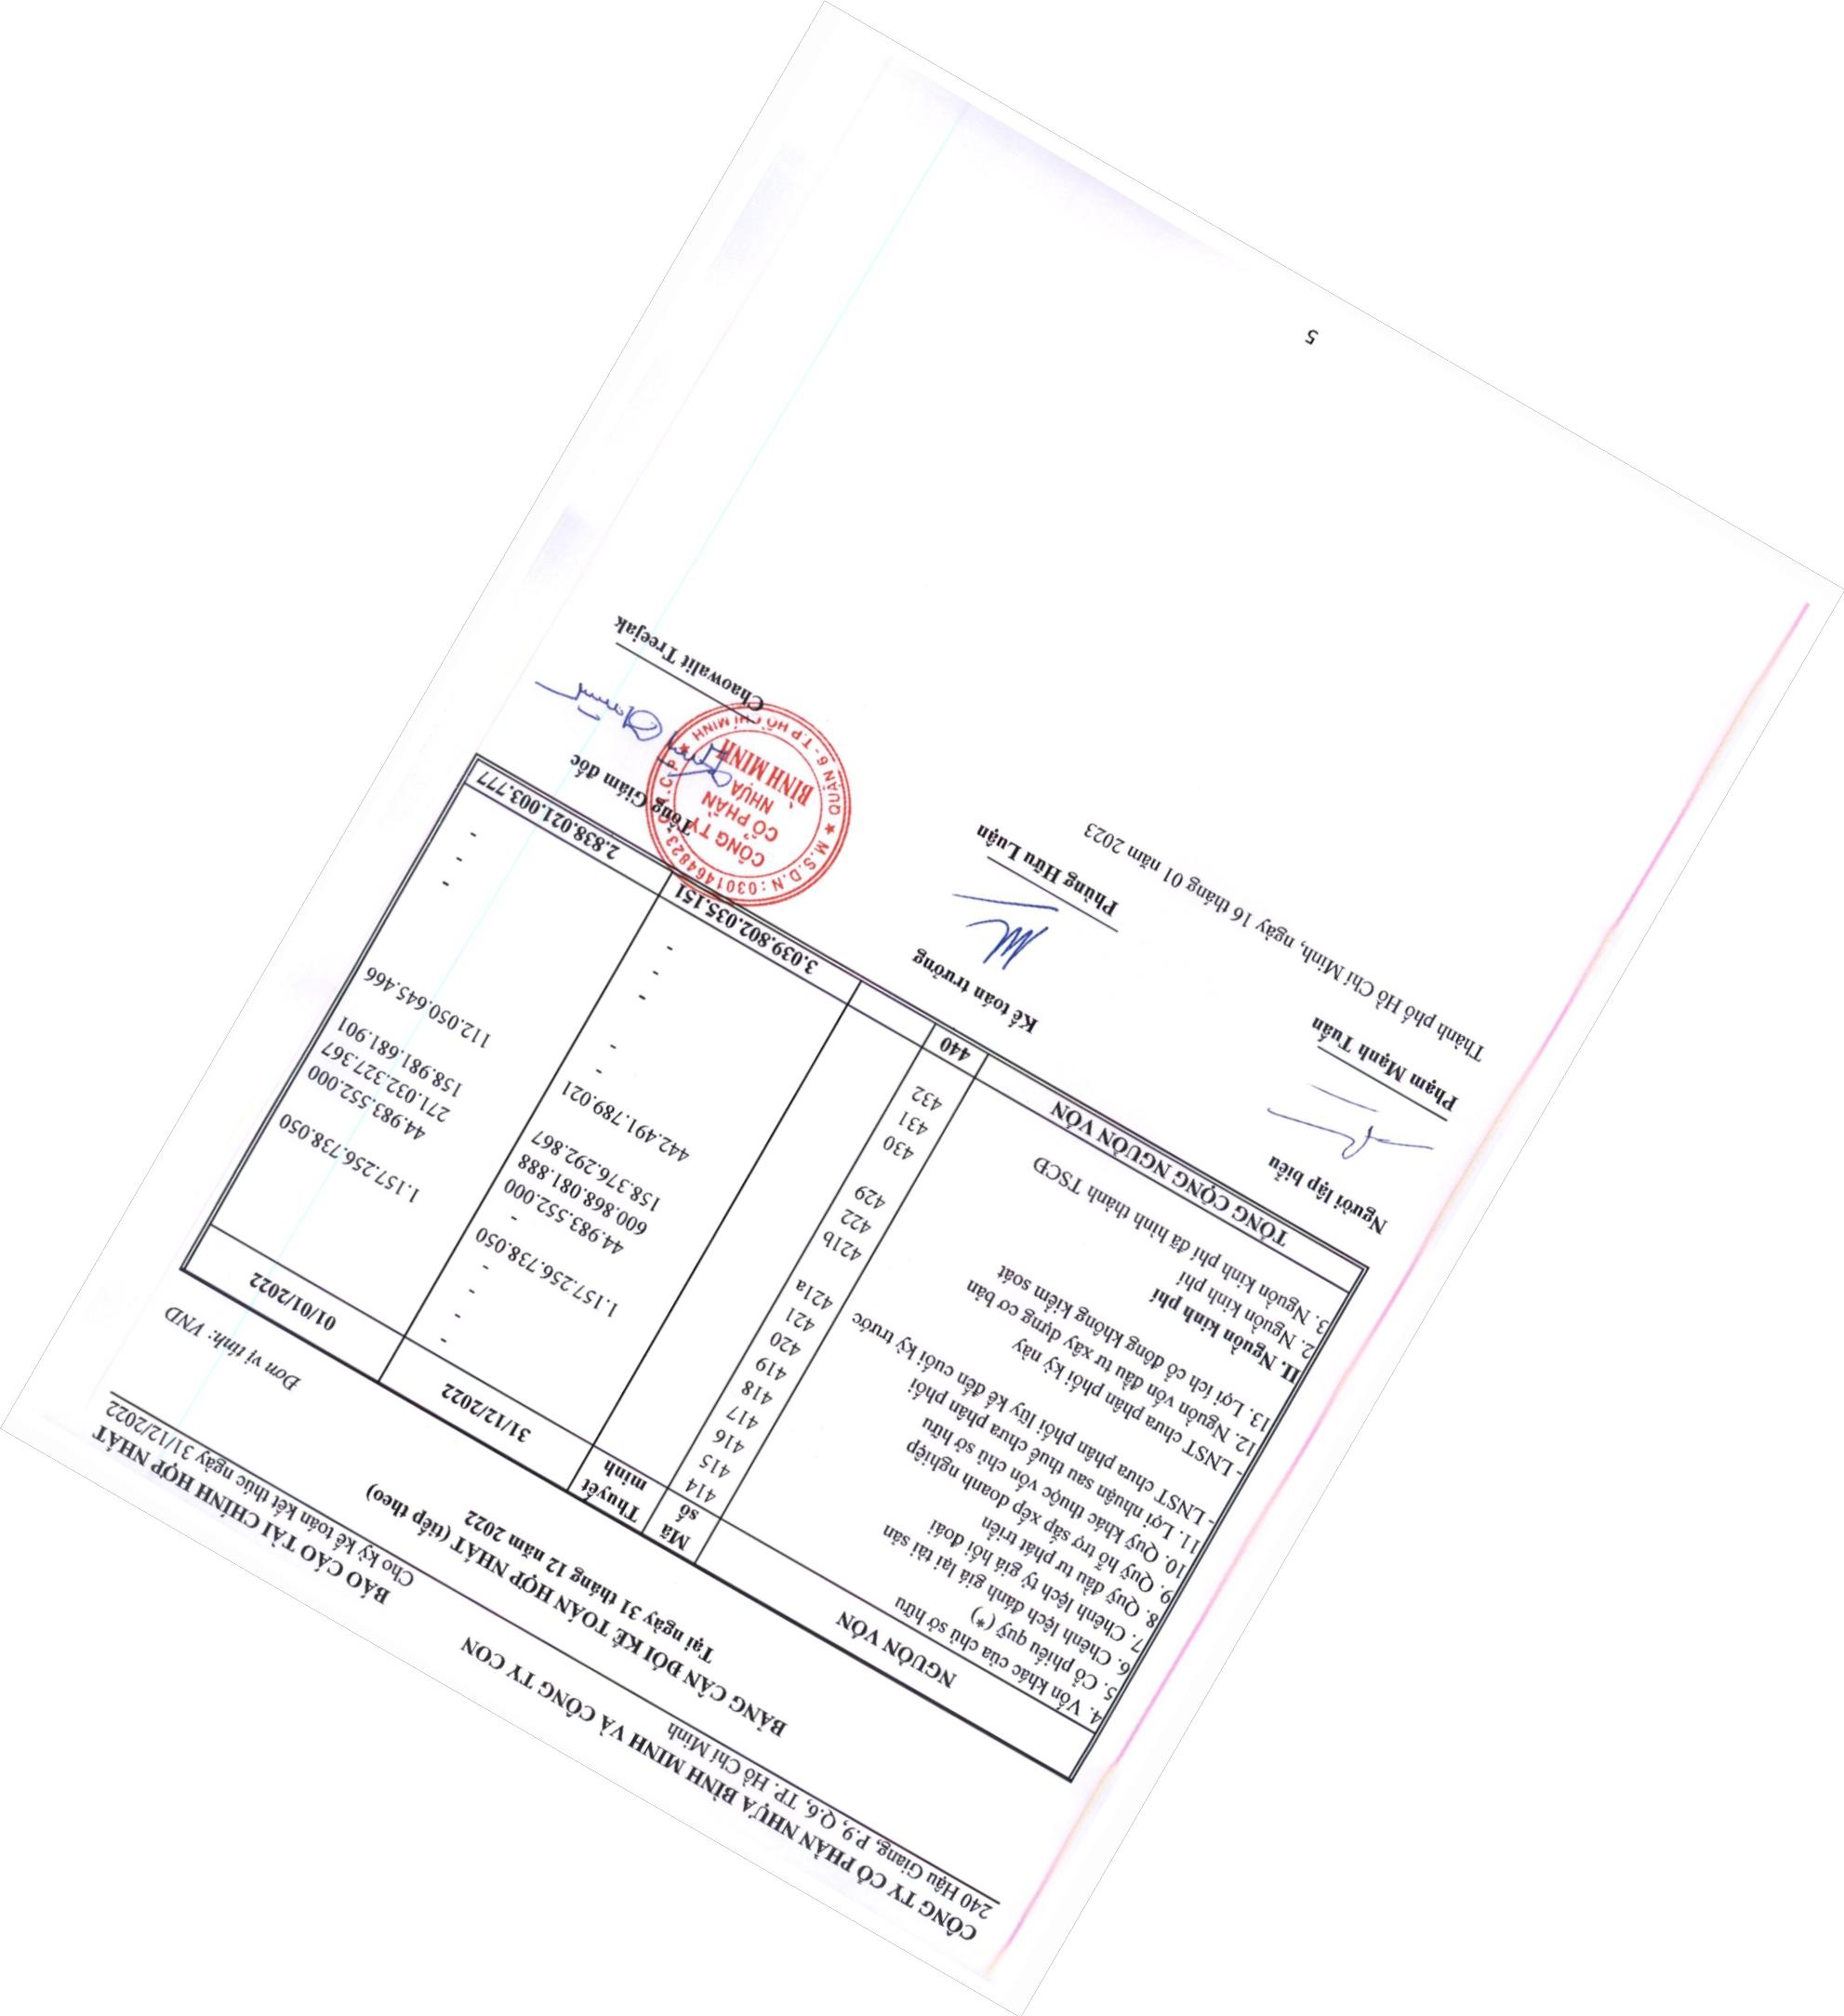 CÔNG TY CỔ PHẦN NHỰA BÌNH MINH VÀ CÔNG TY CON BÁO CÁO TÀI CHÍNH HỢP NHẤT
240 Hậu Giang, P.9, Q.6, TP. Hồ Chí Minh Cho kỳ kế toán kết thúc ngày 31/12/2022
BẢNG CÂN ĐỐI KẾ TOÁN HỢP NHẤT (tiếp theo)
Tại ngày 31 tháng 12 năm 2022
Đơn vị tính: VND
NGUỒN VỐN Mã số Thuyết minh 31/12/2022 01/01/2022
4. Vốn khác của chủ sở hữu 414 -
5. Cổ phiếu quỹ (*) 415 -
6. Chênh lệch đánh giá lại tài sản 416 -
7. Chênh lệch tỷ giá hối đoái 417 -
8. Quỹ đầu tư phát triển 418 1.157.256.738.050 1.157.256.738.050
9. Quỹ hỗ trợ sắp xếp doanh nghiệp 419 -
10. Quỹ khác thuộc vốn chủ sở hữu 420 44.983.552.000 44.983.552.000
11. Lợi nhuận sau thuế chưa phân phối 421 600.868.081.888 271.032.327.367
- LNST chưa phân phối lũy kế đến cuối kỳ trước 421a 158.376.292.867 158.981.681.901
- LNST chưa phân phối kỳ này 421b 442.491.789.021 112.050.645.466
12. Nguồn vốn đầu tư xây dựng cơ bản 422 -
13. Lợi ích cổ đông không kiểm soát 429 -
II. Nguồn kinh phí 430 - -
2. Nguồn kinh phí 431 - -
3. Nguồn kinh phí đã hình thành TSCĐ 432 - -
TỔNG CỘNG NGUỒN VỐN 440 3.039.802.035.151 2.838.021.003.777
Người lập biểu Kế toán trưởng Tổng Giám đốc
M.S.D.N: 0301464823
CÔNG TY
CỔ PHẦN
NHỰA
BÌNH MINH
QUẬN 6 - T.P HỒ CHÍ MINH
Phạm Mạnh Tuấn Phùng Hữu Luận Chaowalit Treejak
Thành phố Hồ Chí Minh, ngày 16 tháng 01 năm 2023
5